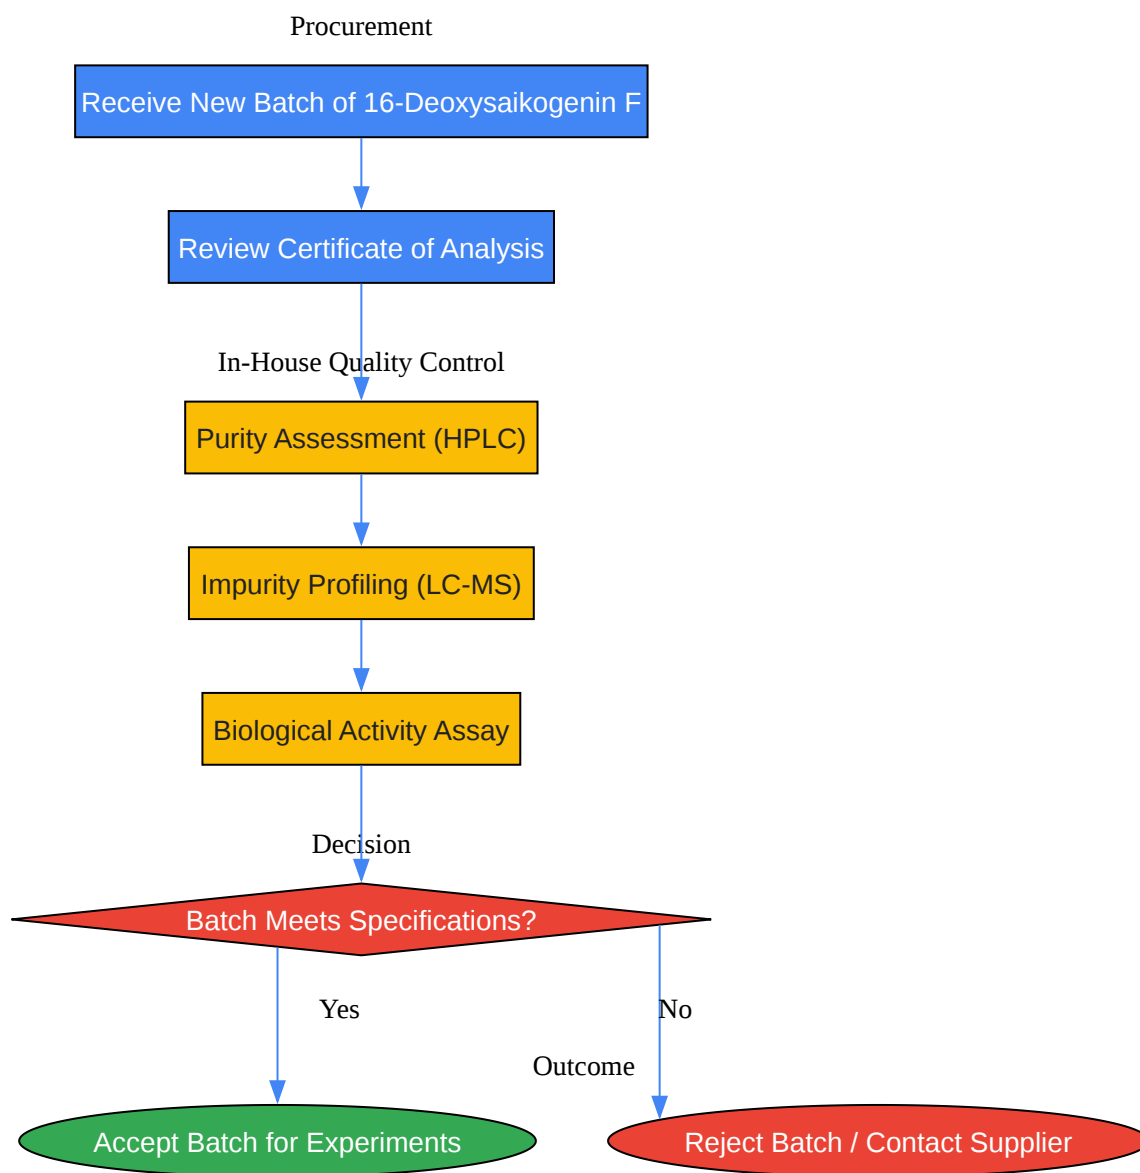 Procurement
Receive New Batch of 16-Deoxysaikogenin F
Review Certificate of Analysis
In-House Quality Control
Purity Assessment (HPLC)
Impurity Profiling (LC-MS)
Biological Activity Assay
Decision
Batch Meets Specifications?
Yes
No
Outcome
Accept Batch for Experiments
Reject Batch / Contact Supplier